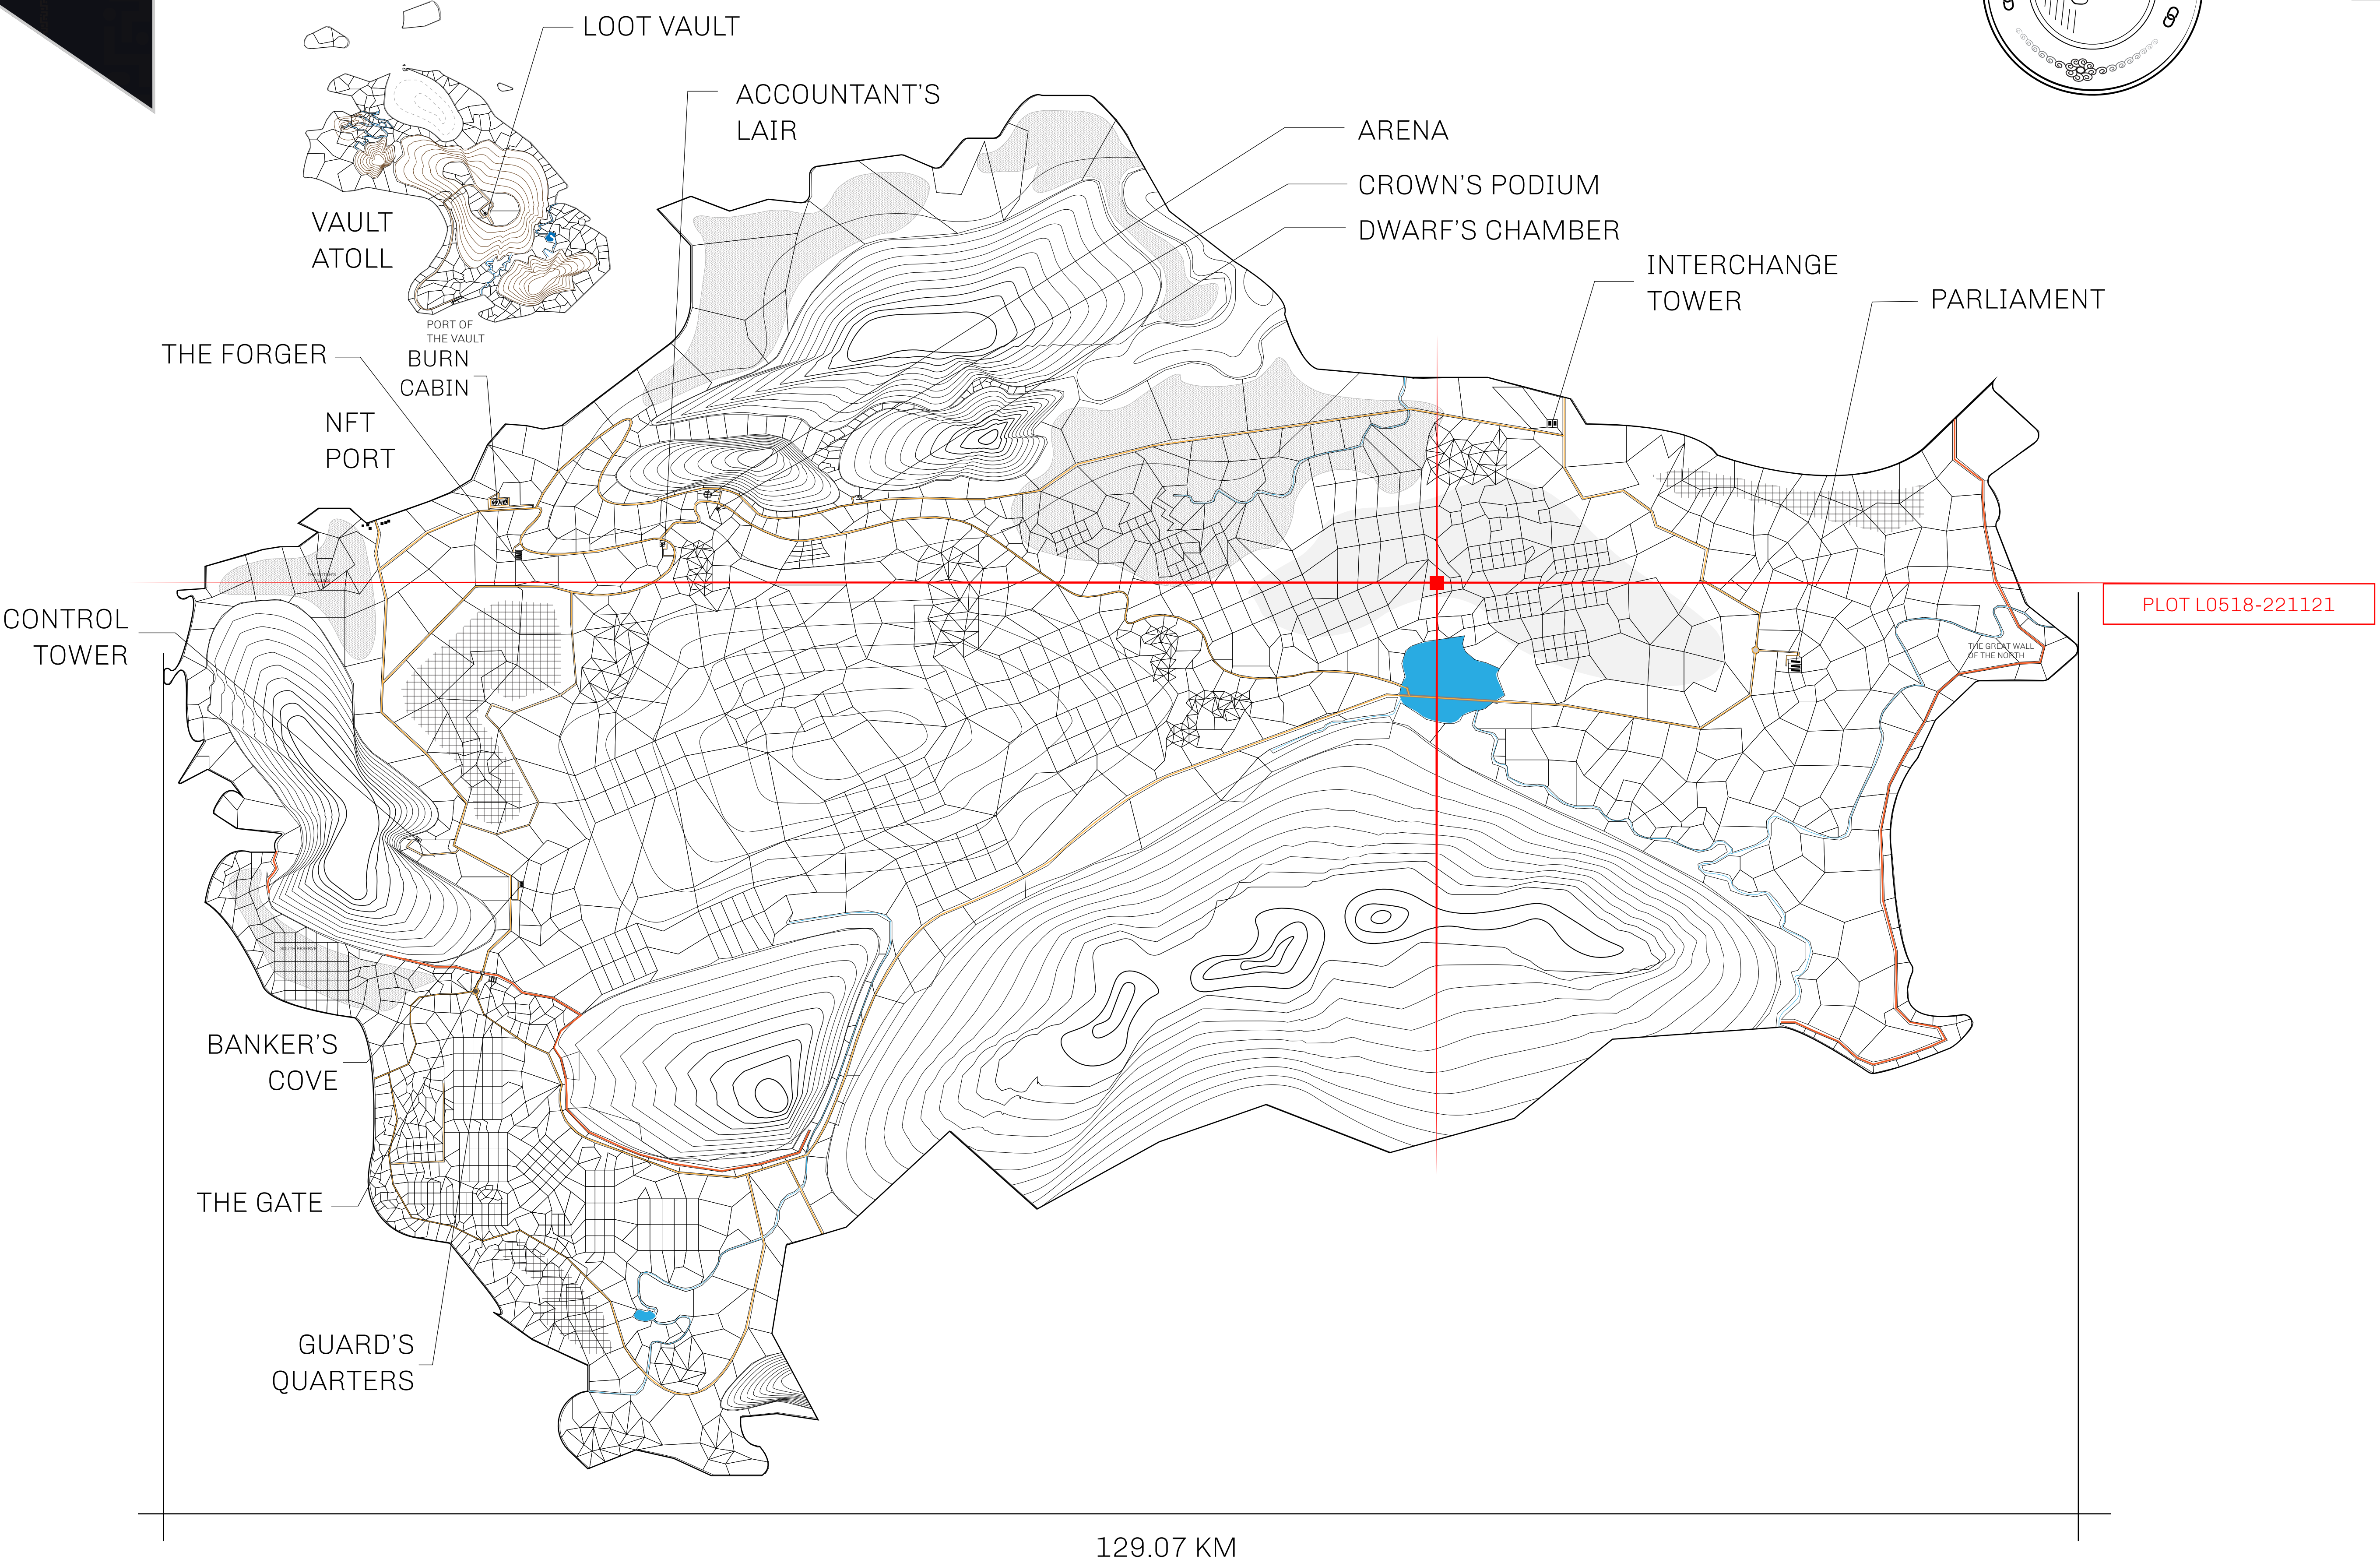 LOOT VAULT
ACCOUNTANT'S
LAIR
ARENA
CROWN'S PODIUM
DWARF'S CHAMBER
VAULT
ATOLL
INTERCHANGE
TOWER
PARLIAMENT
PORT OF
THE VAULT
THE FORGER
BURN
CABIN
NFT
PORT
PLOT L0518-221121
CONTROL
TOWER
THE GREAT WALL
OF THE NORTH
SOUTH RESERVE
BANKER'S
COVE
THE GATE
GUARD'S
QUARTERS
129.07 KM